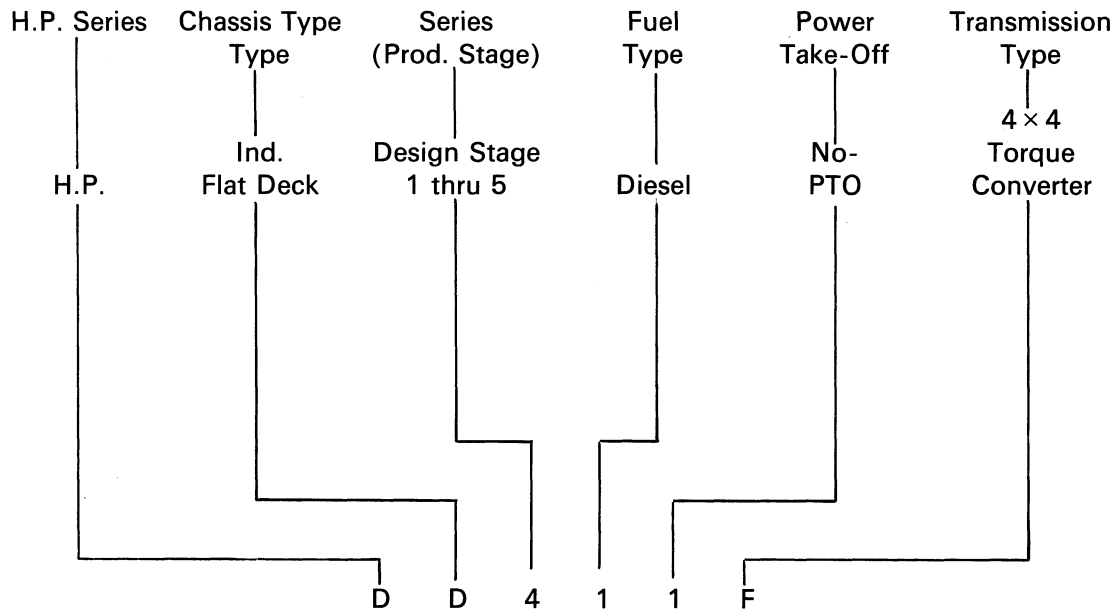 H.P. Series Chassis Type Series Fuel Power Transmission
Type (Prod. Stage) Type Take-Off Type
4 × 4
Ind. Design Stage No- Torque
H.P. Flat Deck 1 thru 5 Diesel PTO Converter
D D 4 1 1 F